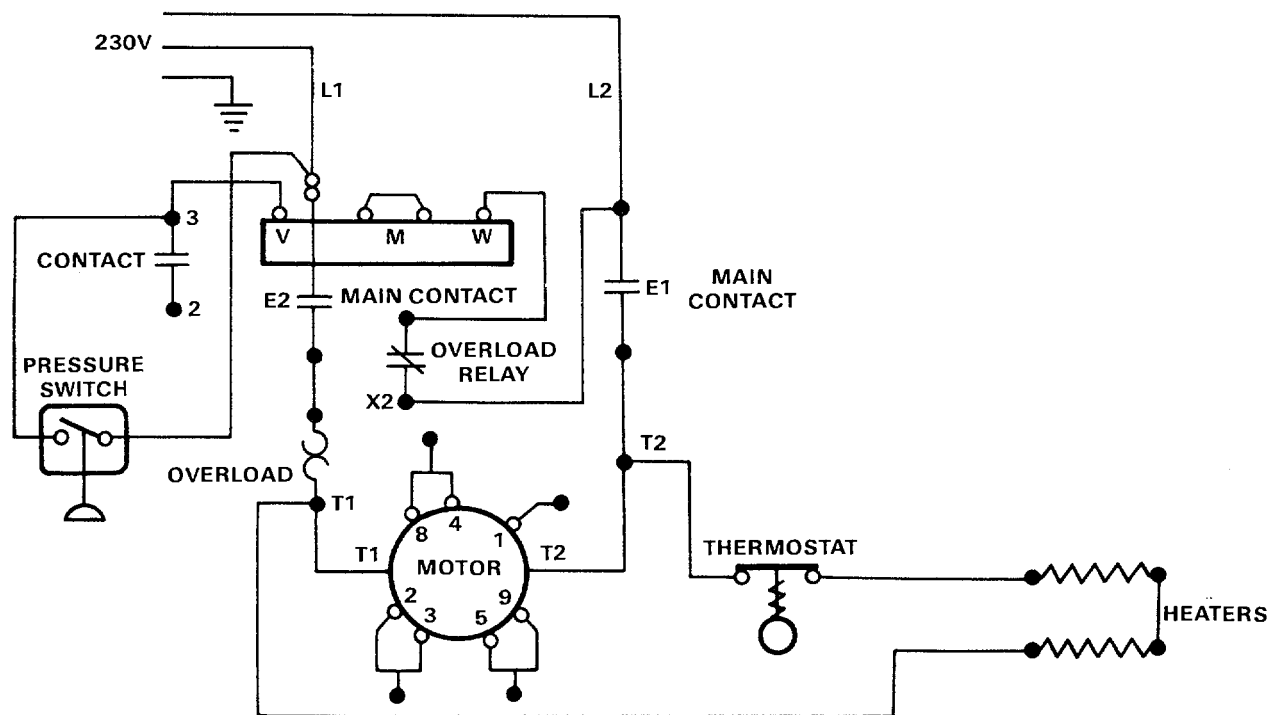 230V
L1
L2
3
V
M
W
CONTACT
E2
MAIN CONTACT
E1
MAIN
CONTACT
2
PRESSURE
SWITCH
OVERLOAD
RELAY
X2
T2
OVERLOAD
T1
8
4
1
T1
MOTOR
T2
THERMOSTAT
2
3
5
9
HEATERS